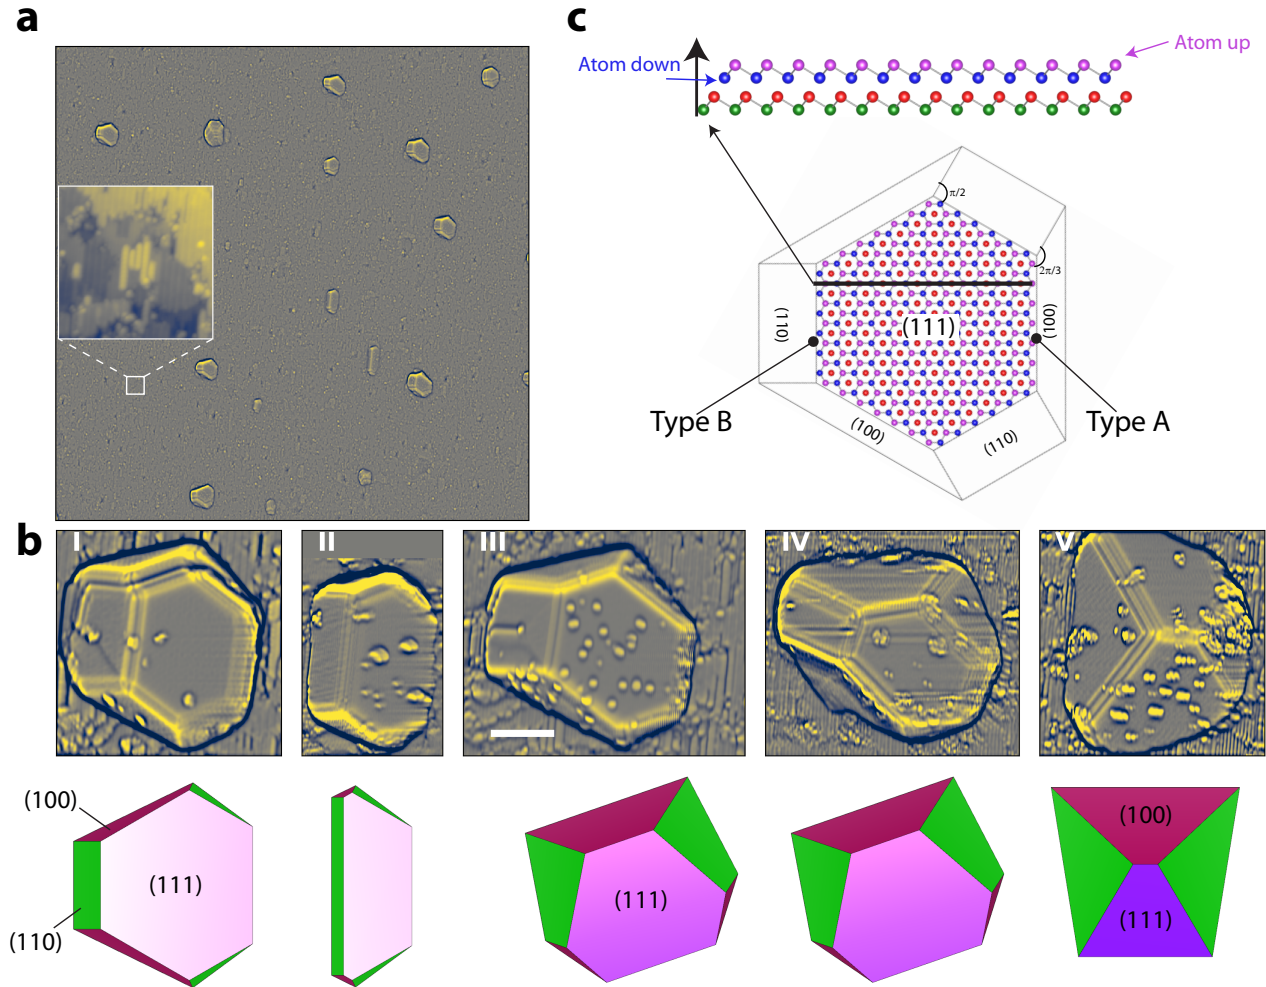 a
c
Atom up
Atom down
π/2
2π/3
(110)
(111)
(100)
Type B
Type A
(100)
(110)
b
I
II
III
IV
V
(100)
(111)
(110)
(111)
(100)
(111)